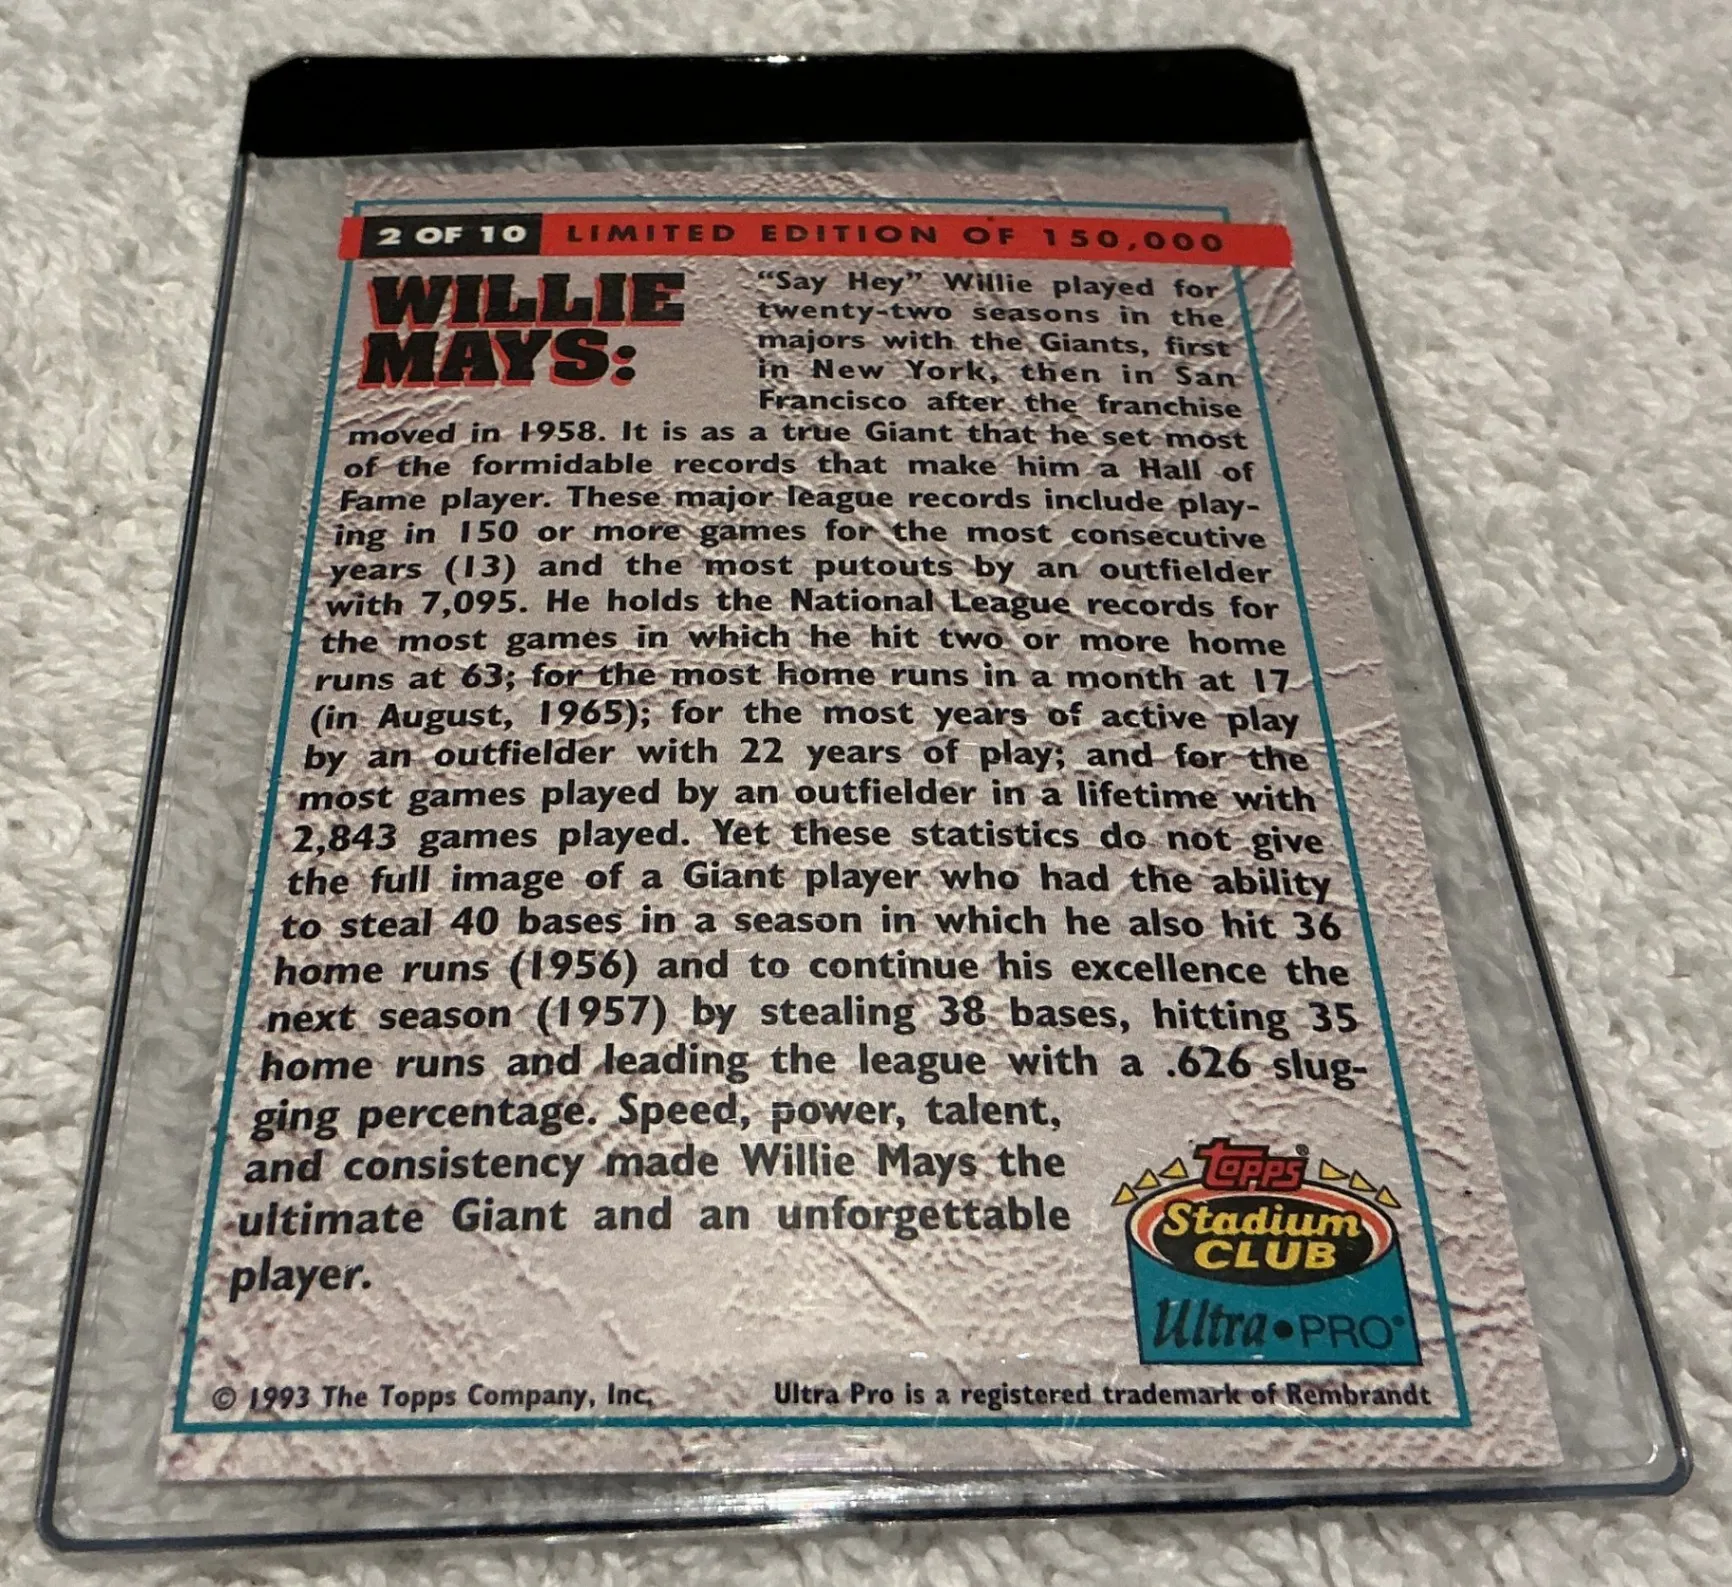 2 OF 10 LIMITED EDITION OF 150,000
WILLIE
MAYS:
"Say Hey" Willie played for
twenty-two seasons in the
majors with the Giants, first
in New York, then in San
Francisco after the franchise
moved in 1958. It is as a true Giant that he set most
of the formidable records that make him a Hall of
Fame player. These major league records include play-
ing in 150 or more games for the most consecutive
years (13) and the most putouts by an outfielder
with 7,095. He holds the National League records for
the most games in which he hit two or more home
runs at 63; for the most home runs in a month at 17
(in August, 1965); for the most years of active play
by an outfielder with 22 years of play; and for the
most games played by an outfielder in a lifetime with
2,843 games played. Yet these statistics do not give
the full image of a Giant player who had the ability
to steal 40 bases in a season in which he also hit 36
home runs (1956) and to continue his excellence the
next season (1957) by stealing 38 bases, hitting 35
home runs and leading the league with a .626 slug-
ging percentage. Speed, power, talent,
and consistency made Willie Mays the
ultimate Giant and an unforgettable
player.
TOPPS®
Stadium
CLUB
Ultra•PRO®
© 1993 The Topps Company, Inc. Ultra Pro is a registered trademark of Rembrandt